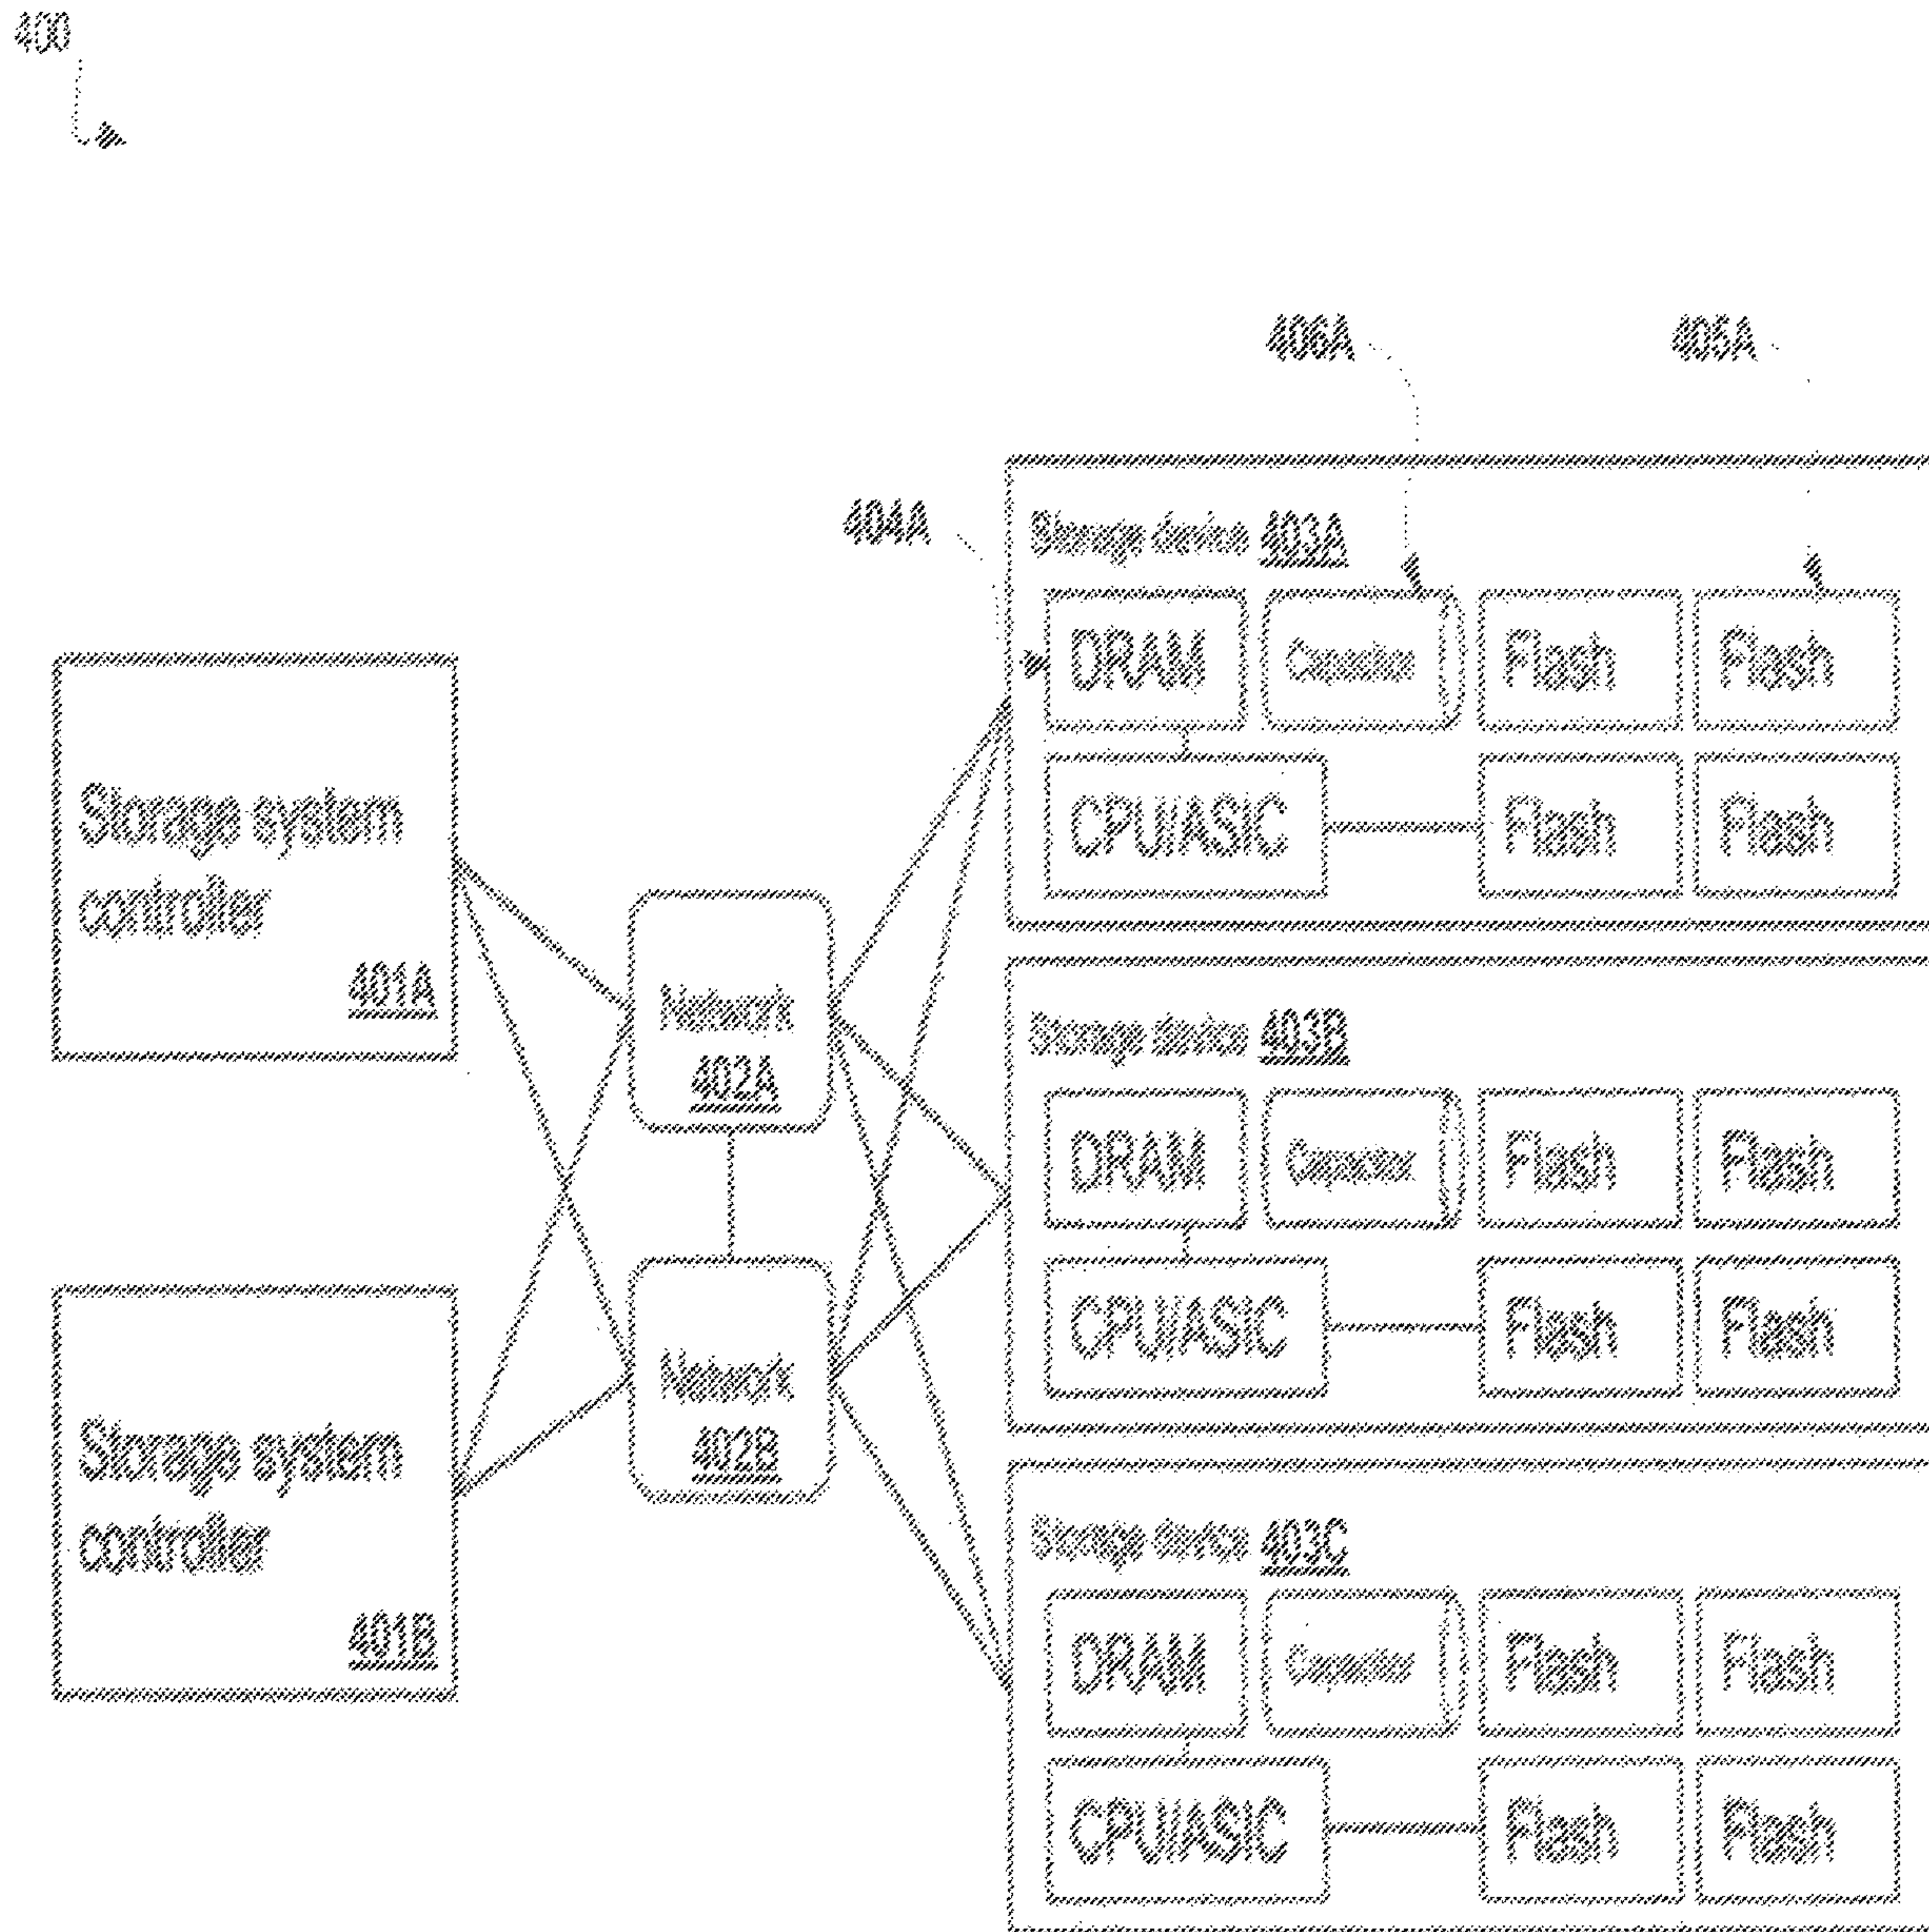 400
406A
405A
404A
Storage device 403A
DRAM
Capacitor
Flash
Flash
CPU/ASIC
Flash
Flash
Storage system
controller
401A
Network
402A
Storage device 403B
DRAM
Capacitor
Flash
Flash
CPU/ASIC
Flash
Flash
Storage system
controller
401B
Network
402B
Storage device 403C
DRAM
Capacitor
Flash
Flash
CPU/ASIC
Flash
Flash